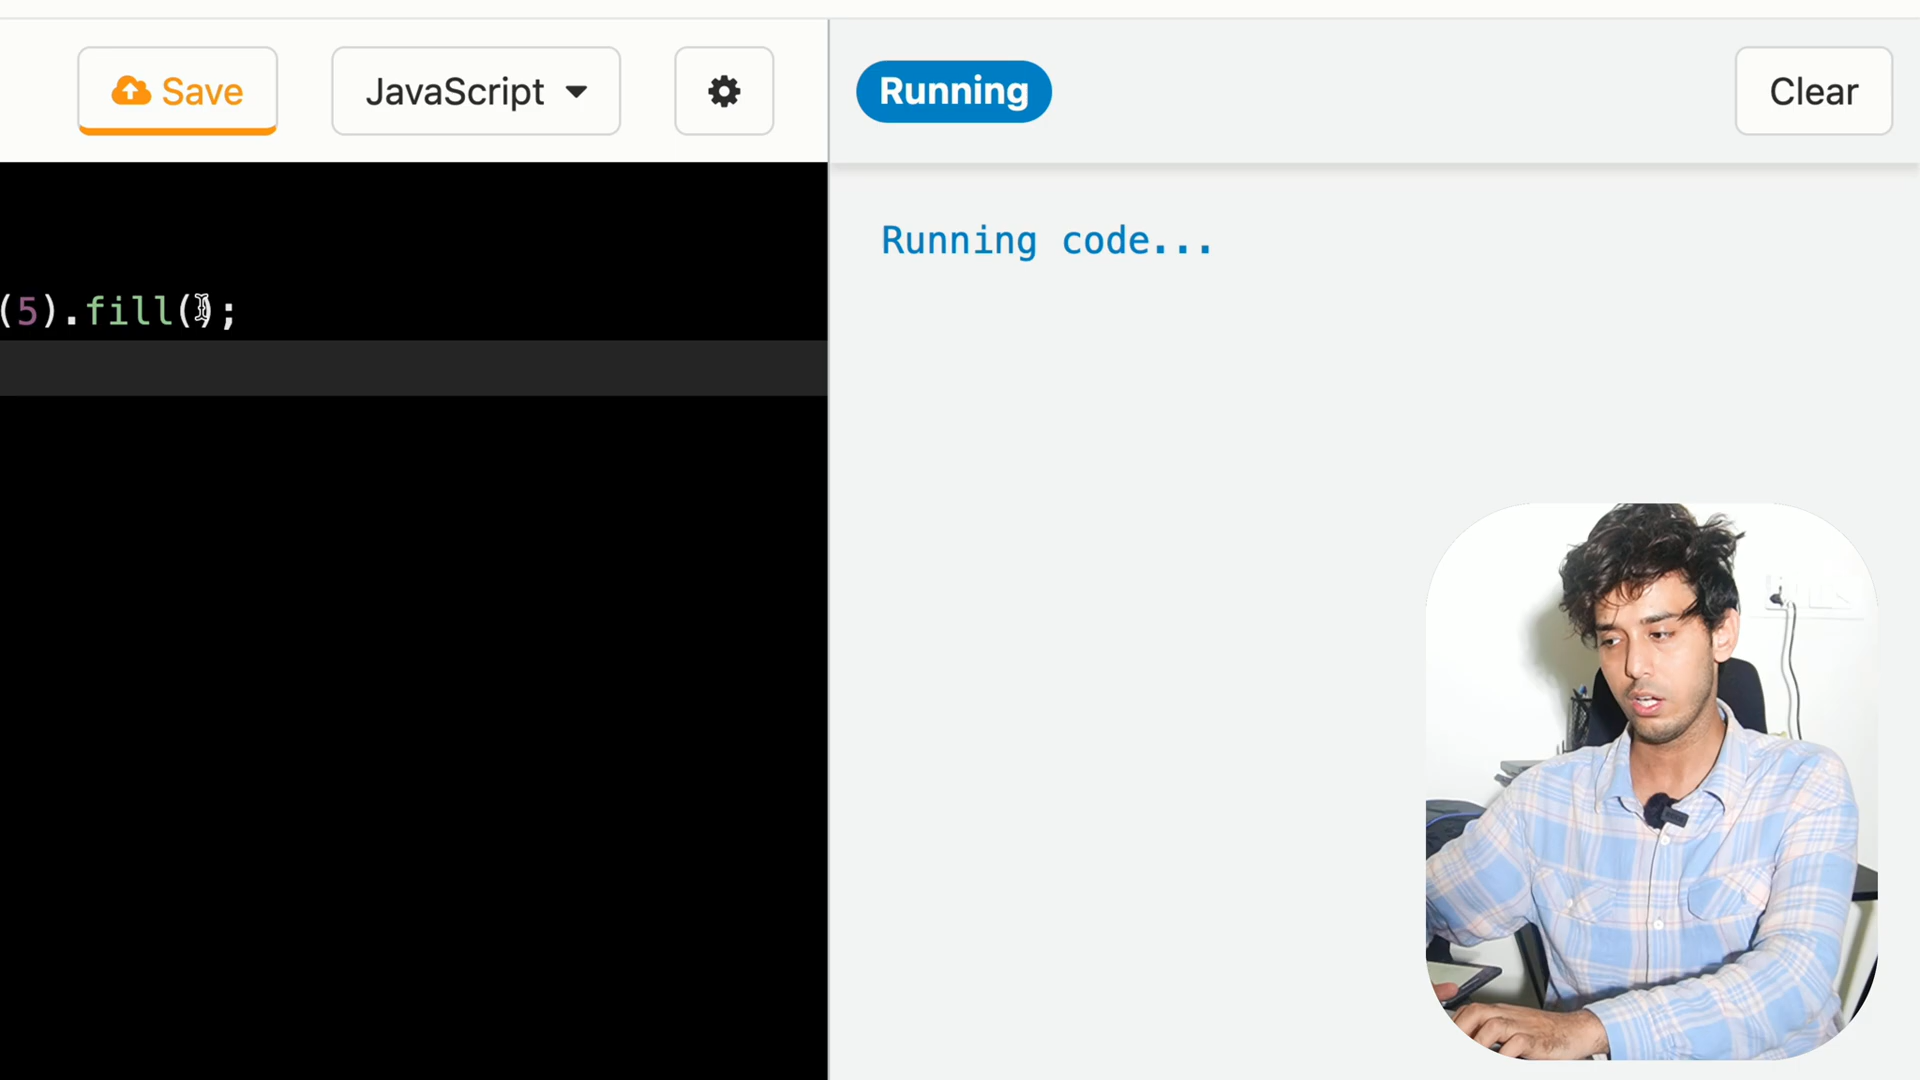 Save
JavaScript
Running
Clear
Running code...
(5).fill();